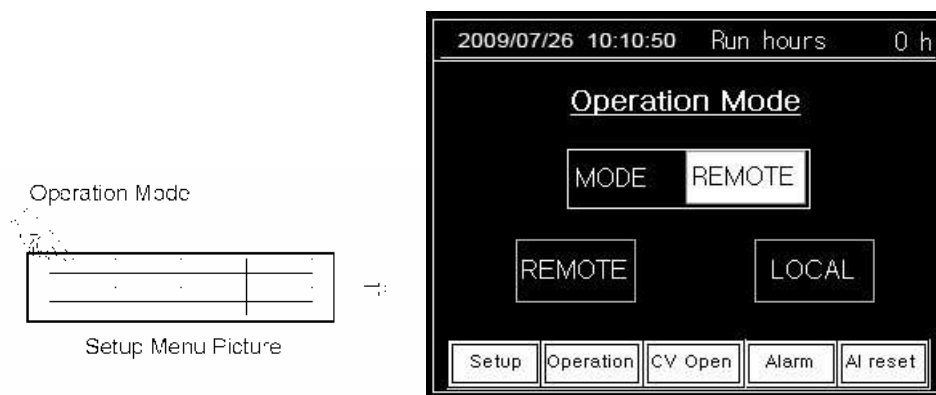 Operation Mode
Setup Menu Picture
2009/07/26 10:10:50 Run hours 0 h
Operation Mode
MODE REMOTE
REMOTE LOCAL
Setup Operation CV Open Alarm Al reset